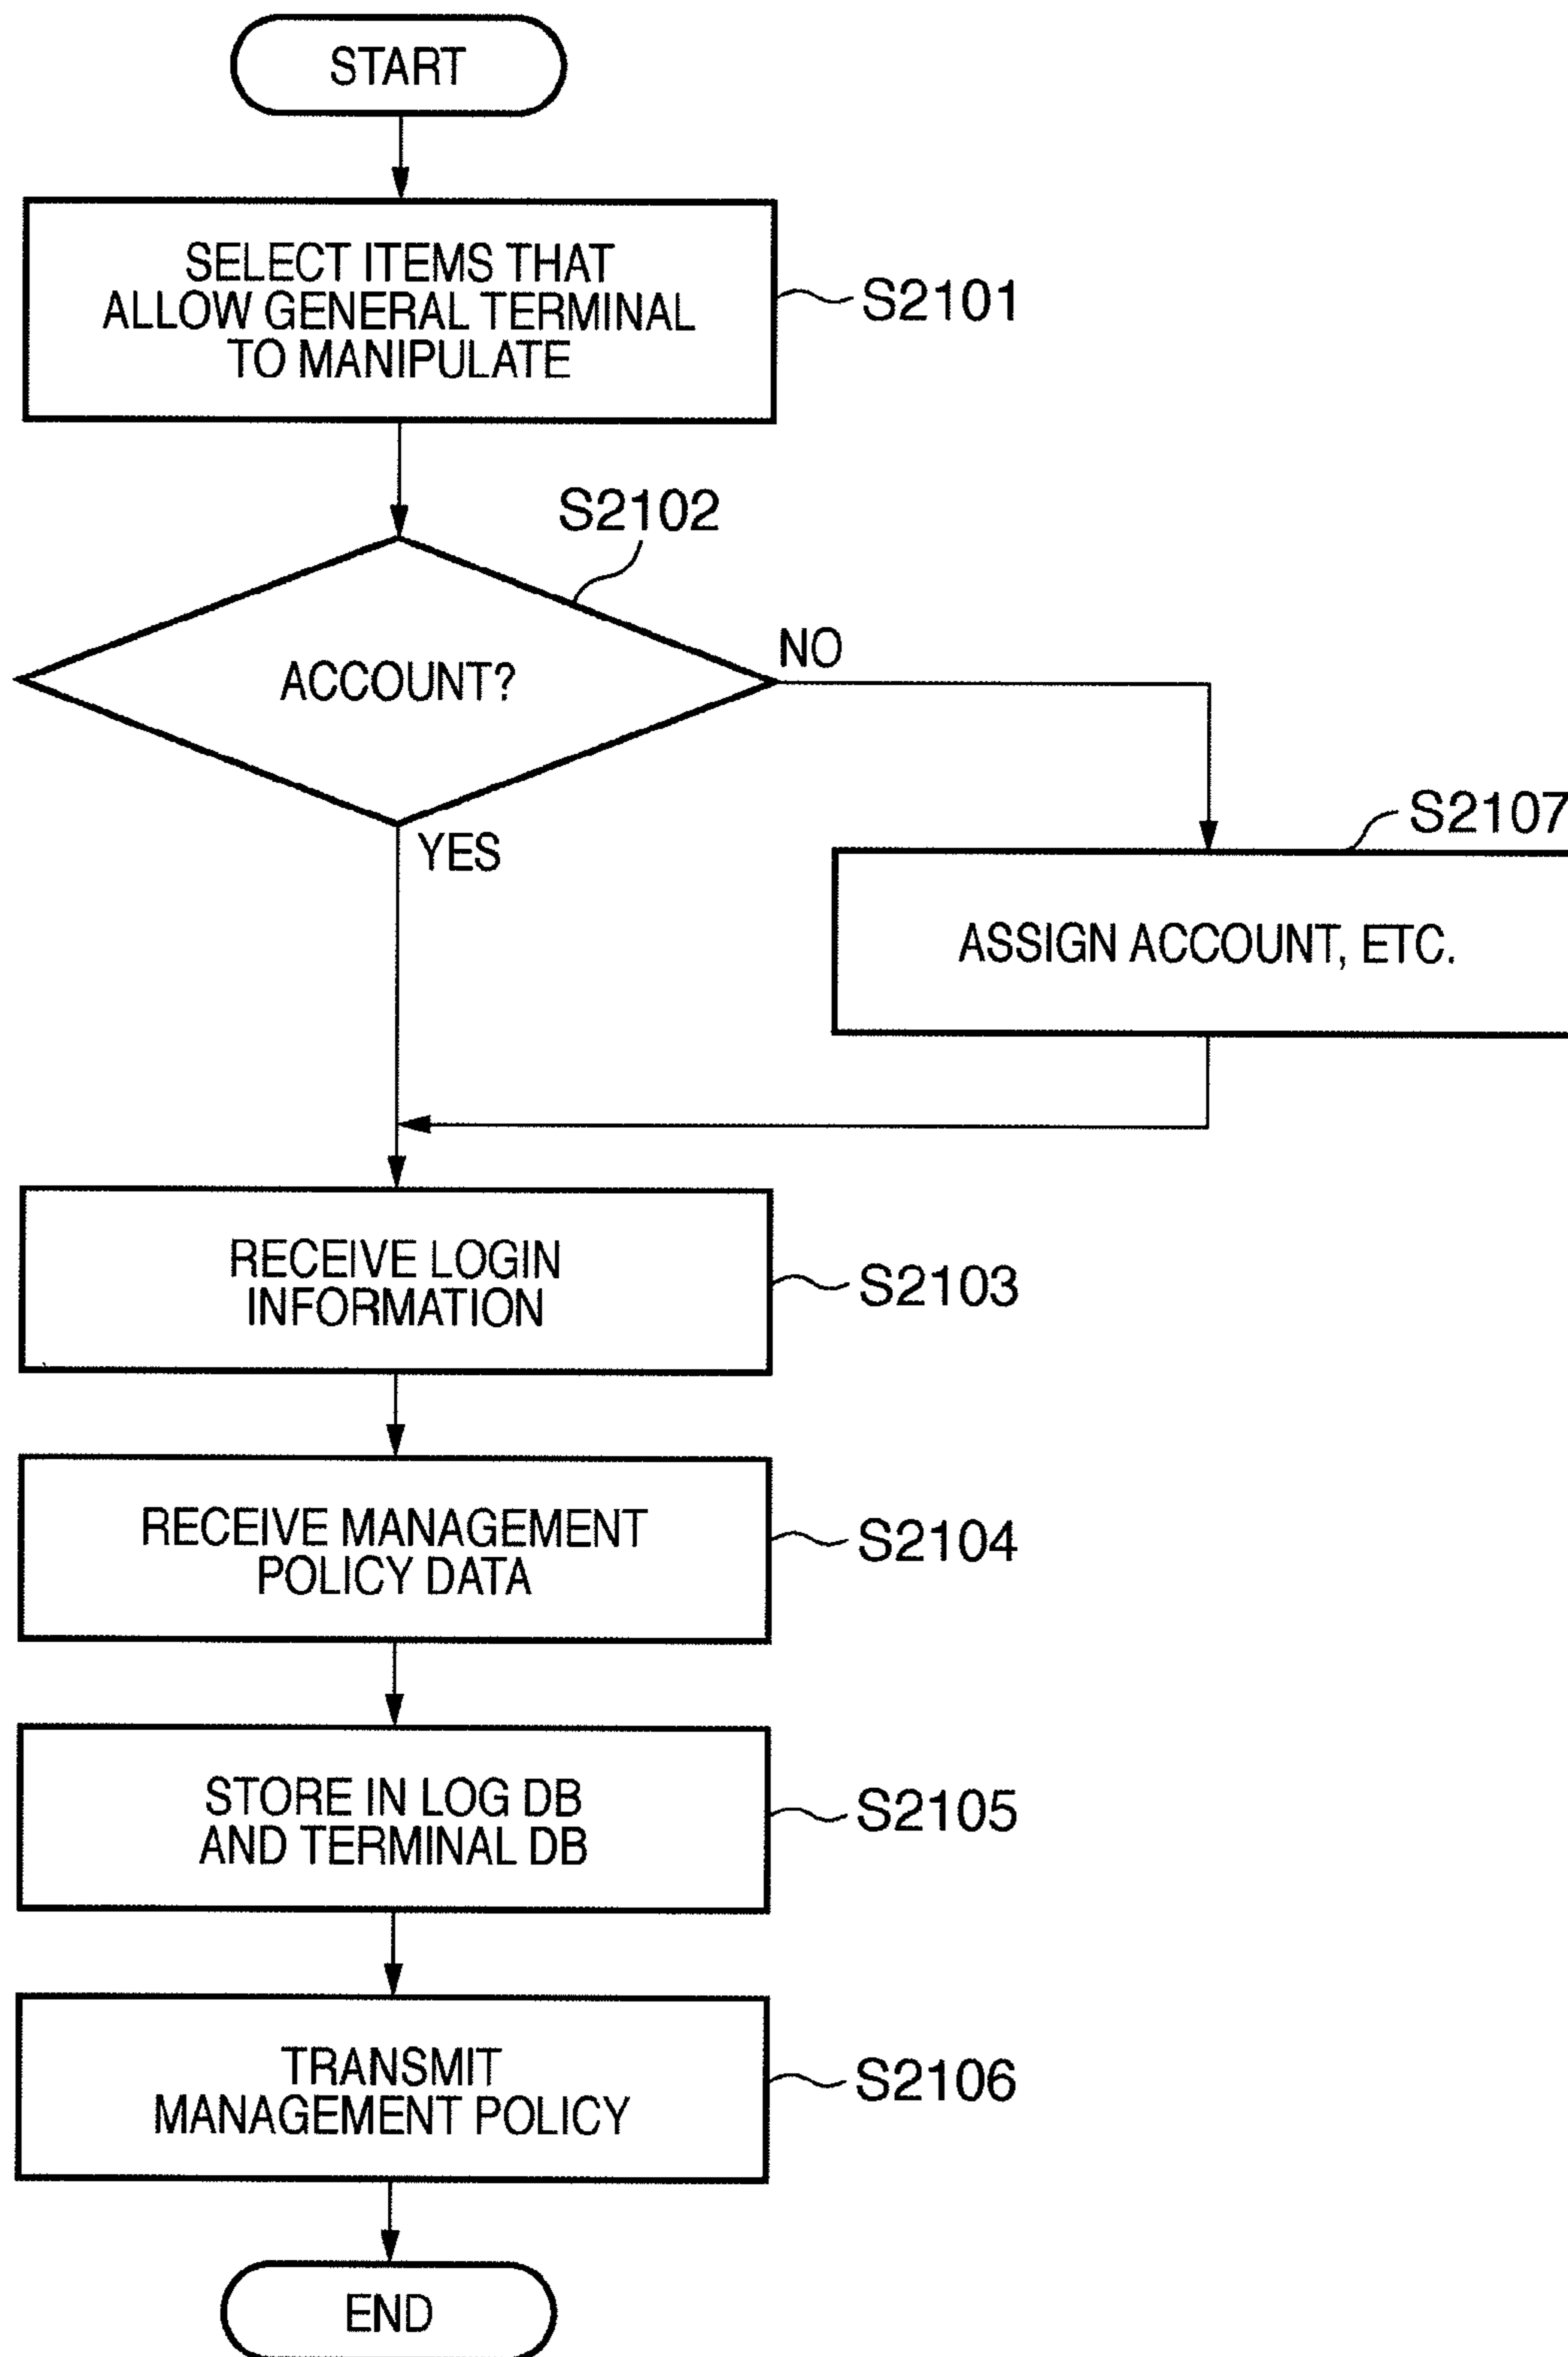 START
SELECT ITEMS THAT
ALLOW GENERAL TERMINAL
TO MANIPULATE
S2101
S2102
ACCOUNT?
NO
YES
S2107
ASSIGN ACCOUNT, ETC.
RECEIVE LOGIN
INFORMATION
S2103
RECEIVE MANAGEMENT
POLICY DATA
S2104
STORE IN LOG DB
AND TERMINAL DB
S2105
TRANSMIT
MANAGEMENT POLICY
S2106
END